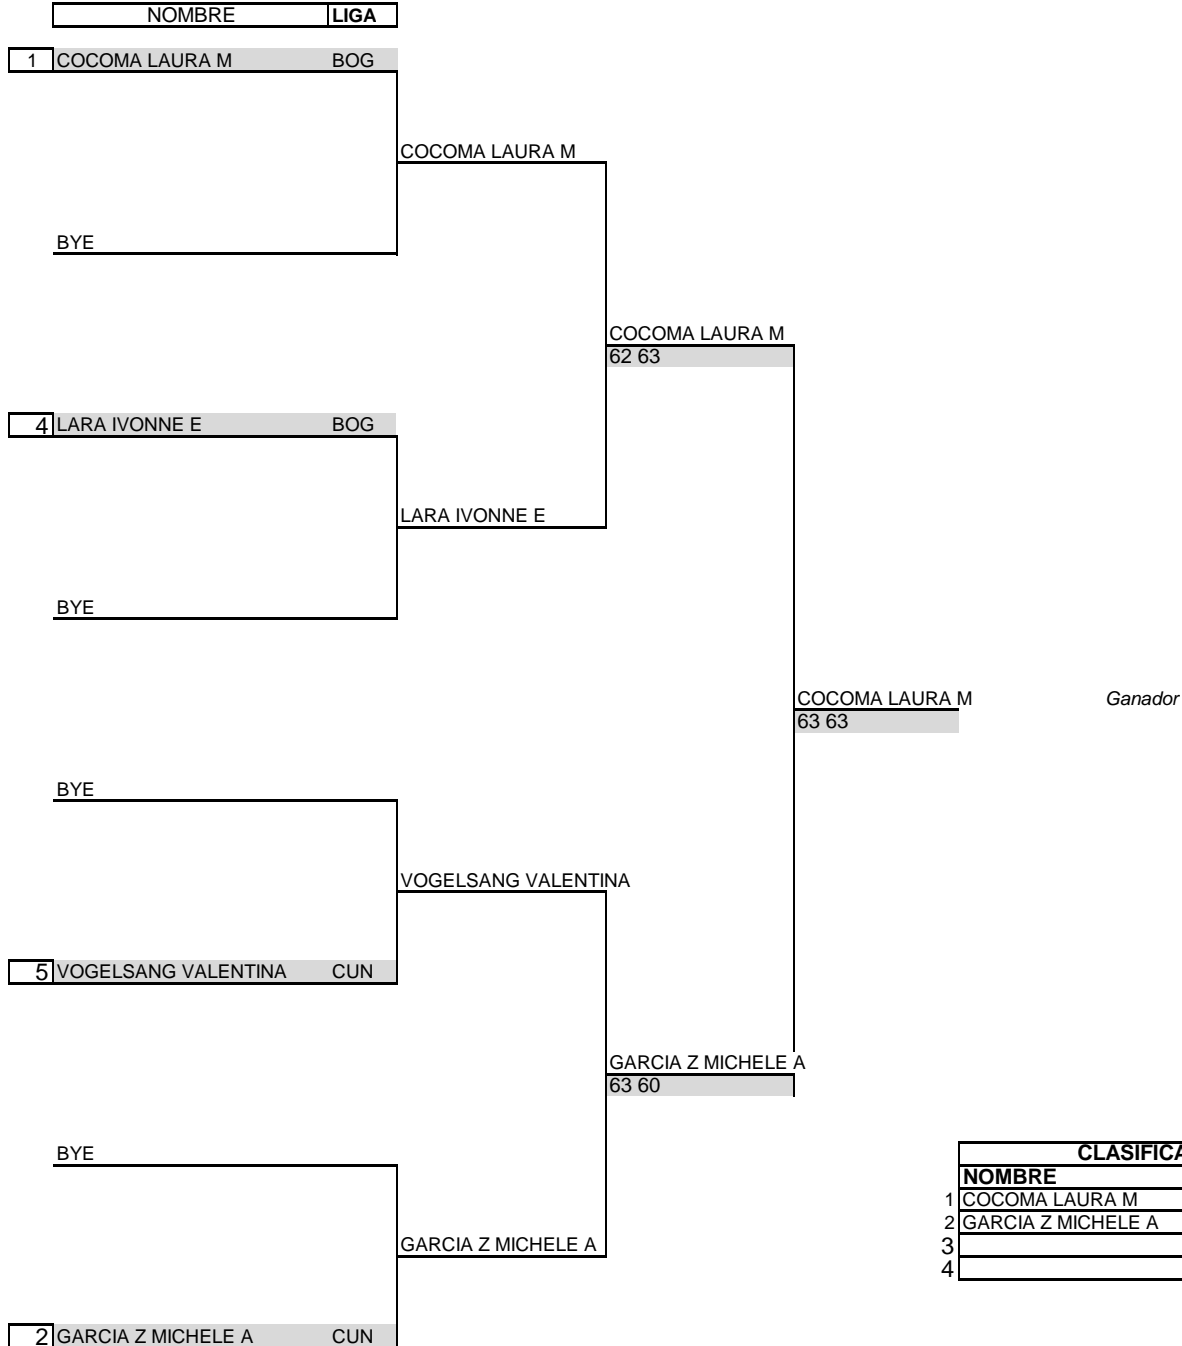 NOMBRE LIGA
1 COCOMA LAURA M BOG
COCOMA LAURA M
BYE
COCOMA LAURA M
62 63
4 LARA IVONNE E BOG
LARA IVONNE E
BYE
COCOMA LAURA M Ganador
63 63
BYE
VOGELSANG VALENTINA
5 VOGELSANG VALENTINA CUN
GARCIA Z MICHELE A
63 60
BYE
CLASIFICA
NOMBRE
1 COCOMA LAURA M
2 GARCIA Z MICHELE A
3
4
GARCIA Z MICHELE A
2 GARCIA Z MICHELE A CUN